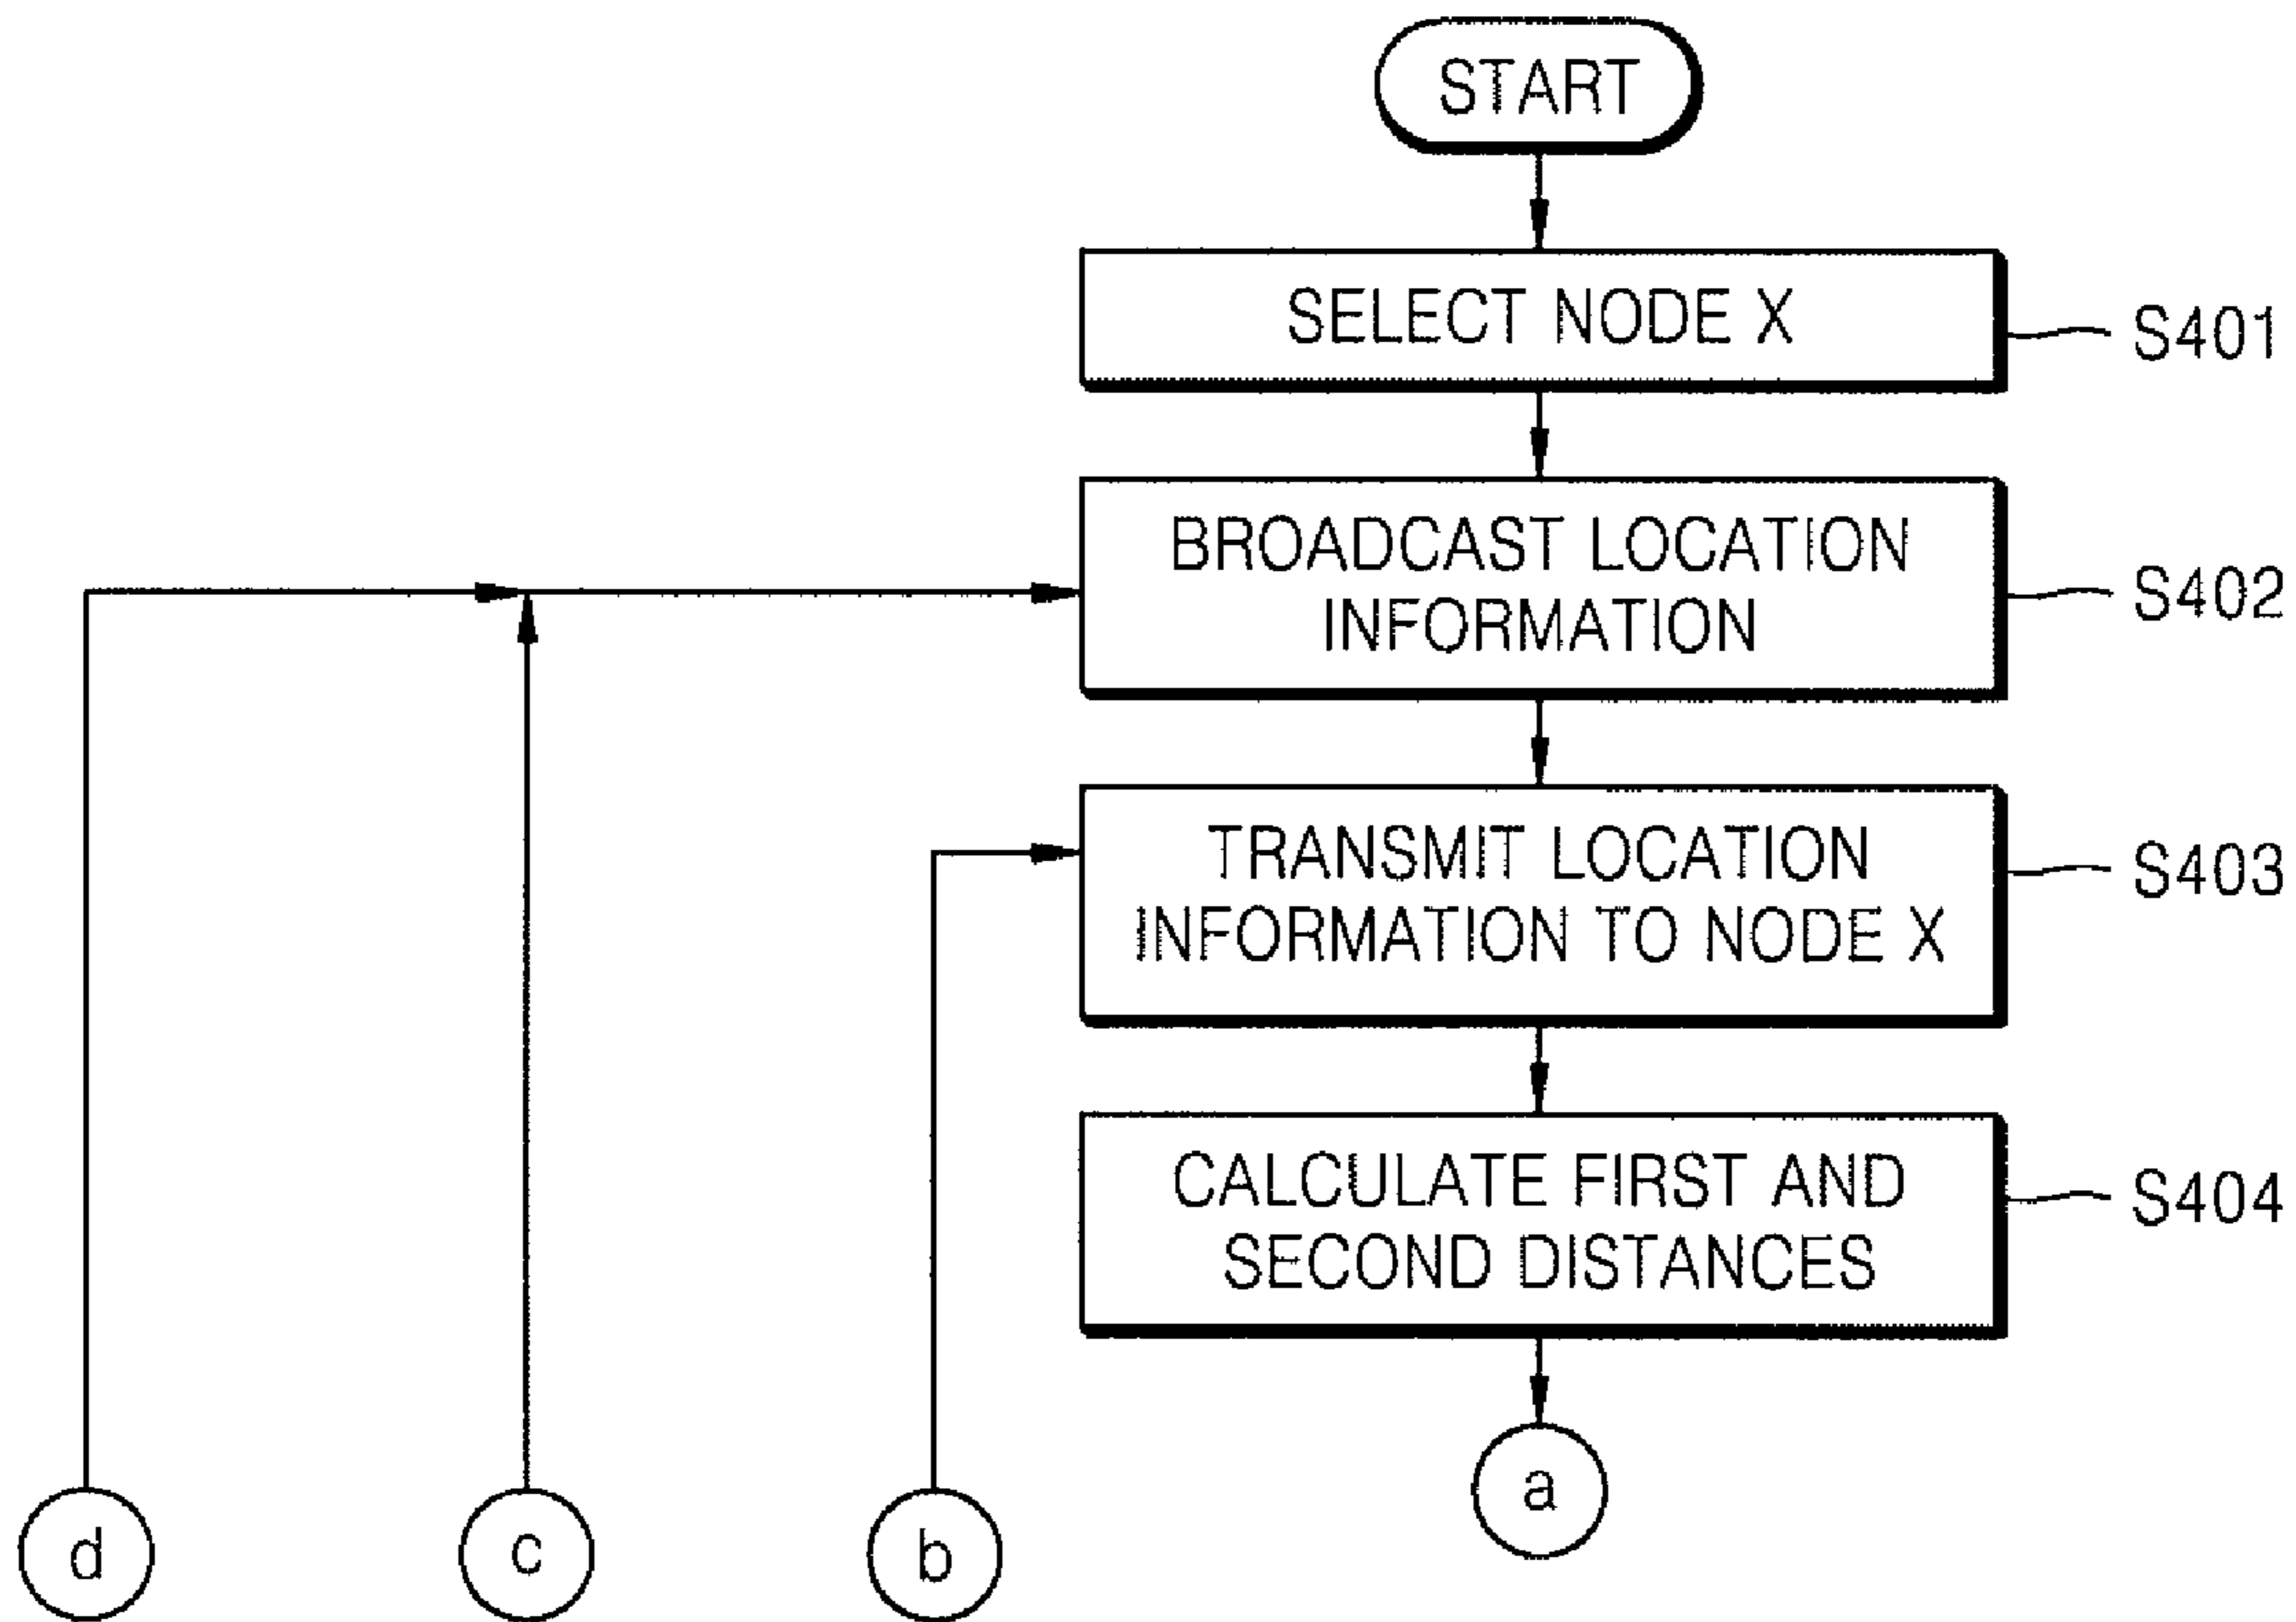 START
SELECT NODE X
S401
BROADCAST LOCATION
INFORMATION
S402
TRANSMIT LOCATION
INFORMATION TO NODE X
S403
CALCULATE FIRST AND
SECOND DISTANCES
S404
d
c
b
a